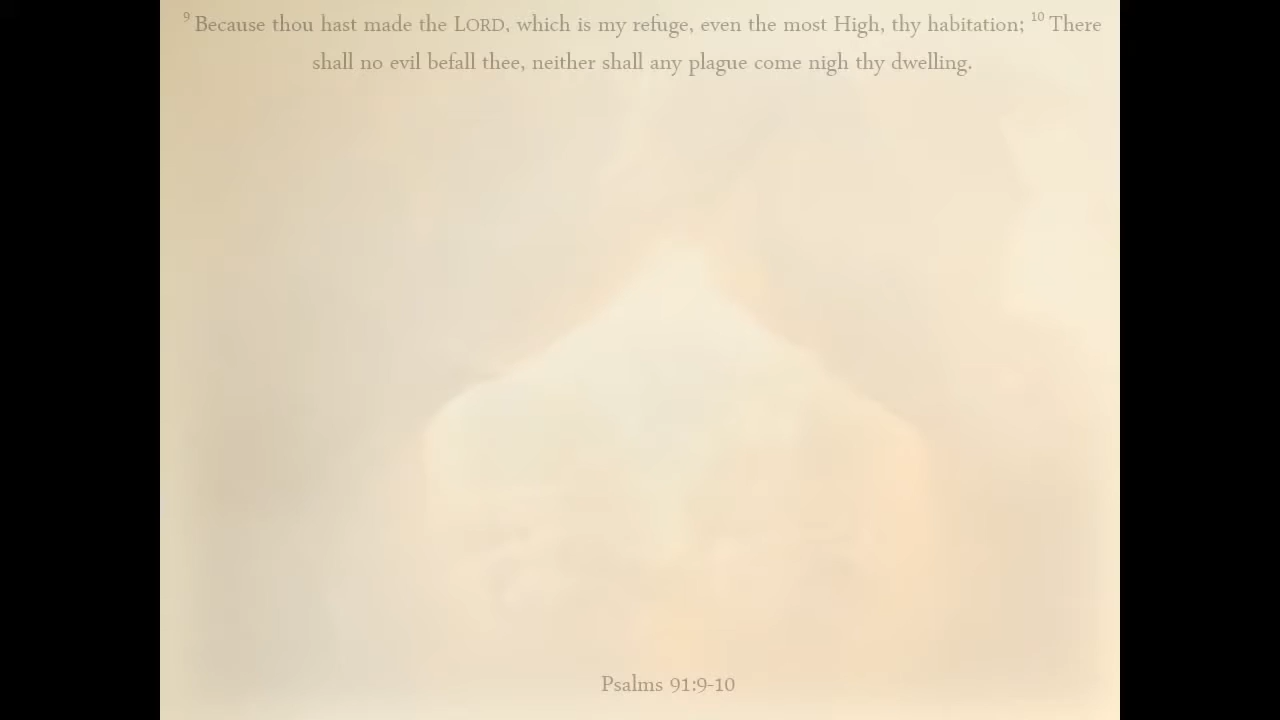 9 Because thou hast made the LORD, which is my refuge, even the most High, thy habitation; 10 There
shall no evil befall thee, neither shall any plague come nigh thy dwelling.
Psalms 91:9-10